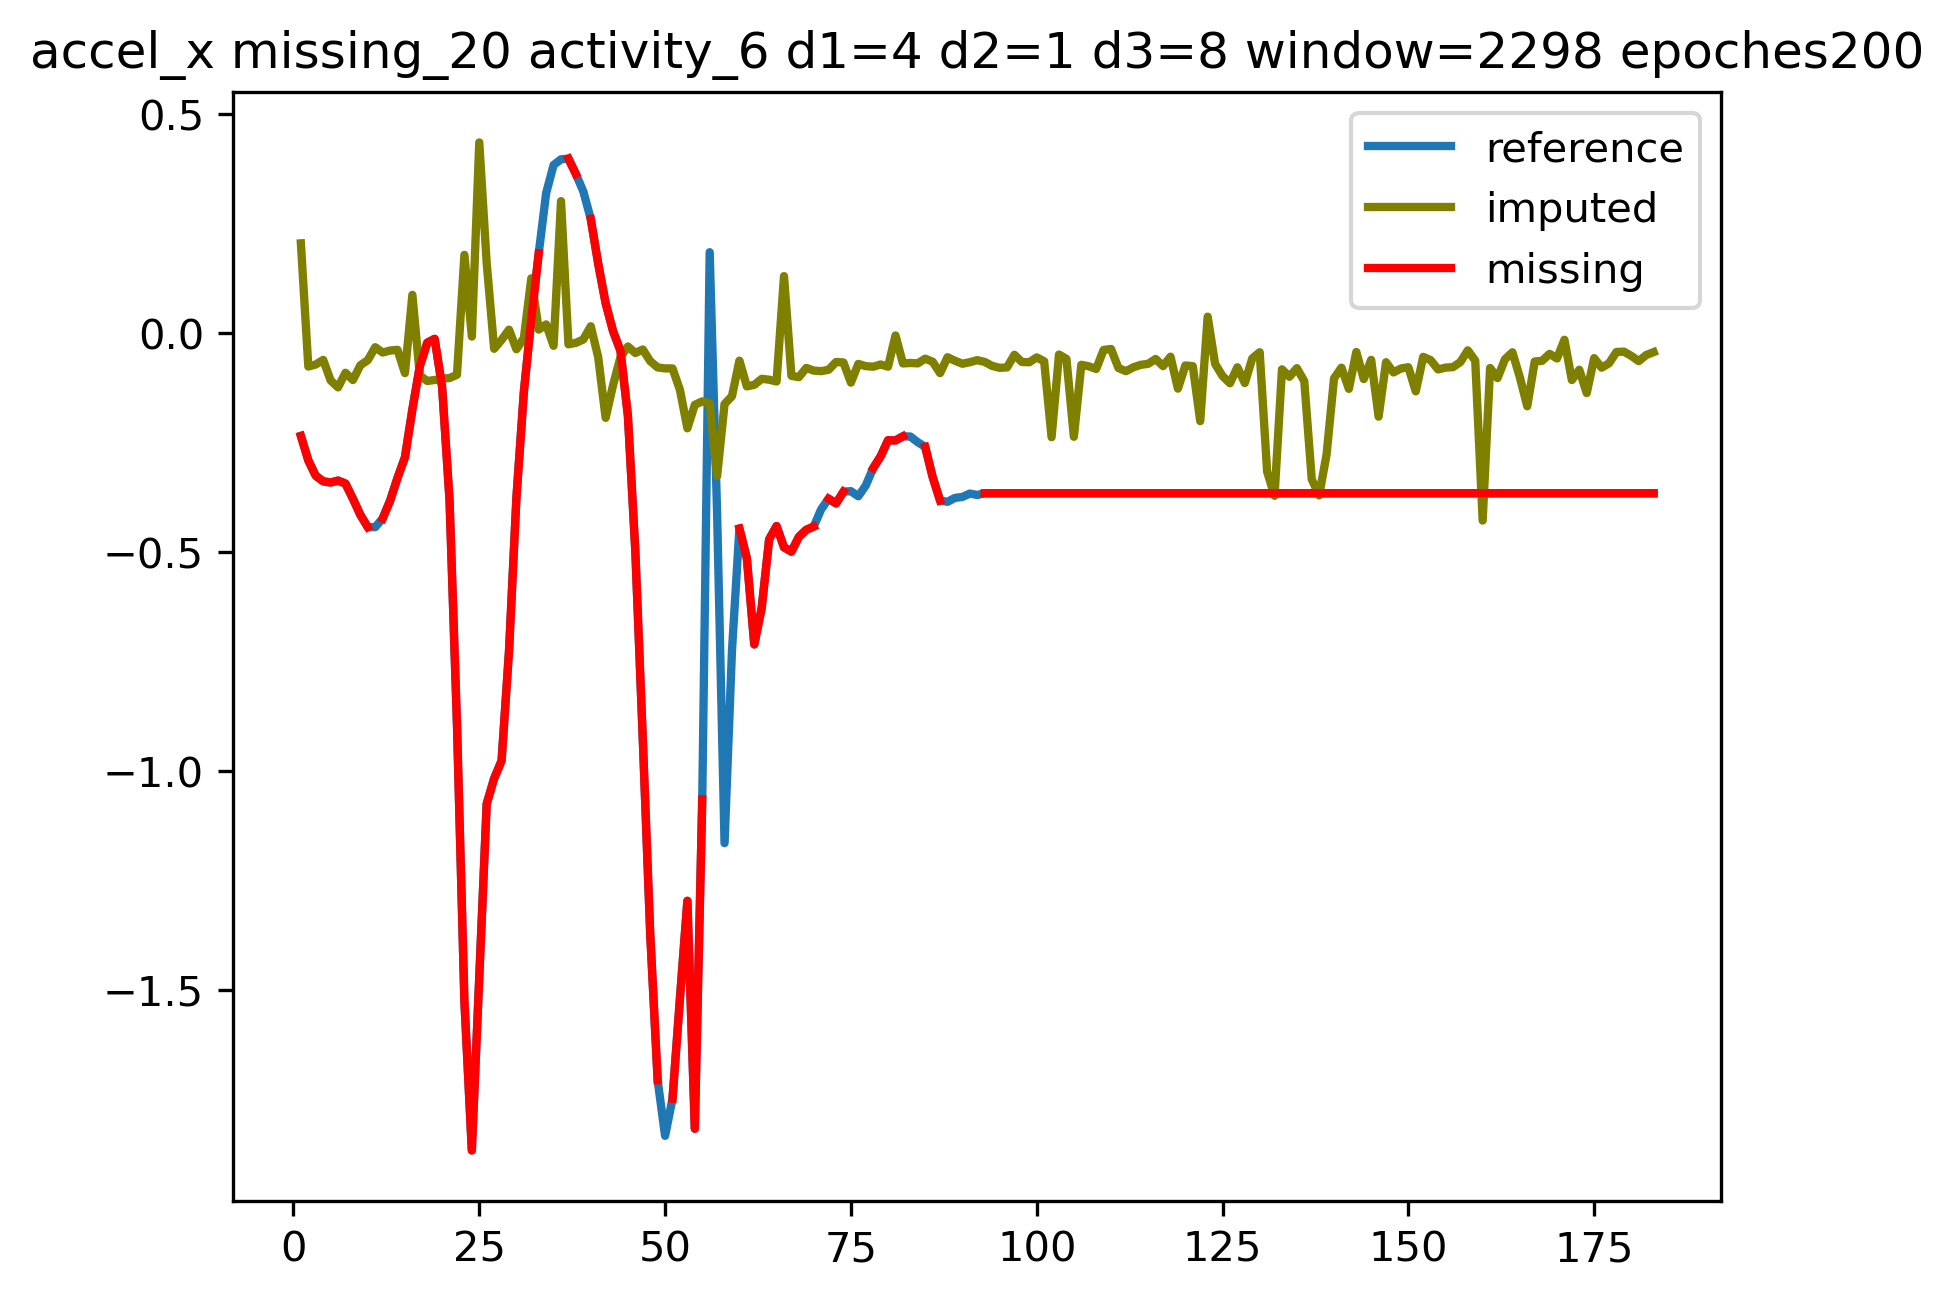 accel_x missing_20 activity_6 d1=4 d2=1 d3=8 window=2298 epoches200
0.5
0.0
−0.5
−1.0
−1.5
reference
imputed
missing
0 25 50 75 100 125 150 175